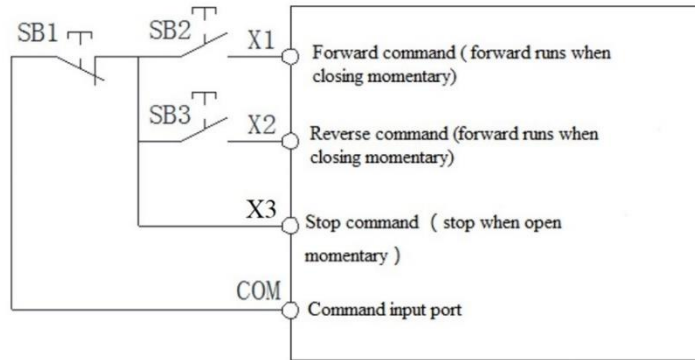 SB1
SB2
X1
Forward command ( forward runs when
closing momentary)
SB3
X2
Reverse command (forward runs when
closing momentary)
X3
Stop command ( stop when open
momentary )
COM
Command input port